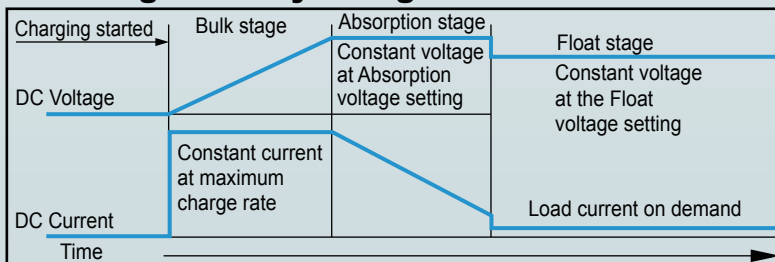 Charging started
Bulk stage
Absorption stage
Float stage
Constant voltage
at Absorption
voltage setting
Constant voltage
at the Float
voltage setting
DC Voltage
Constant current
at maximum
charge rate
Load current on demand
DC Current
Time